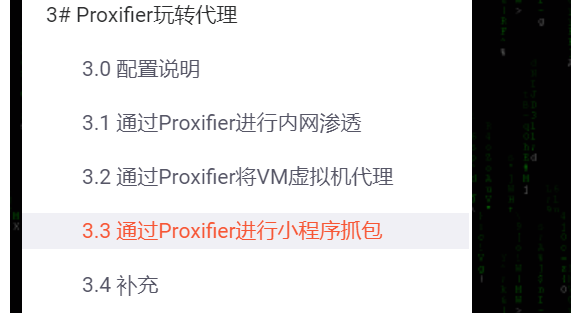 3# Proxifier玩转代理
3.0 配置说明
3.1 通过Proxifier进行内网渗透
3.2 通过Proxifier将VM虚拟机代理
3.3 通过Proxifier进行小程序抓包
3.4 补充